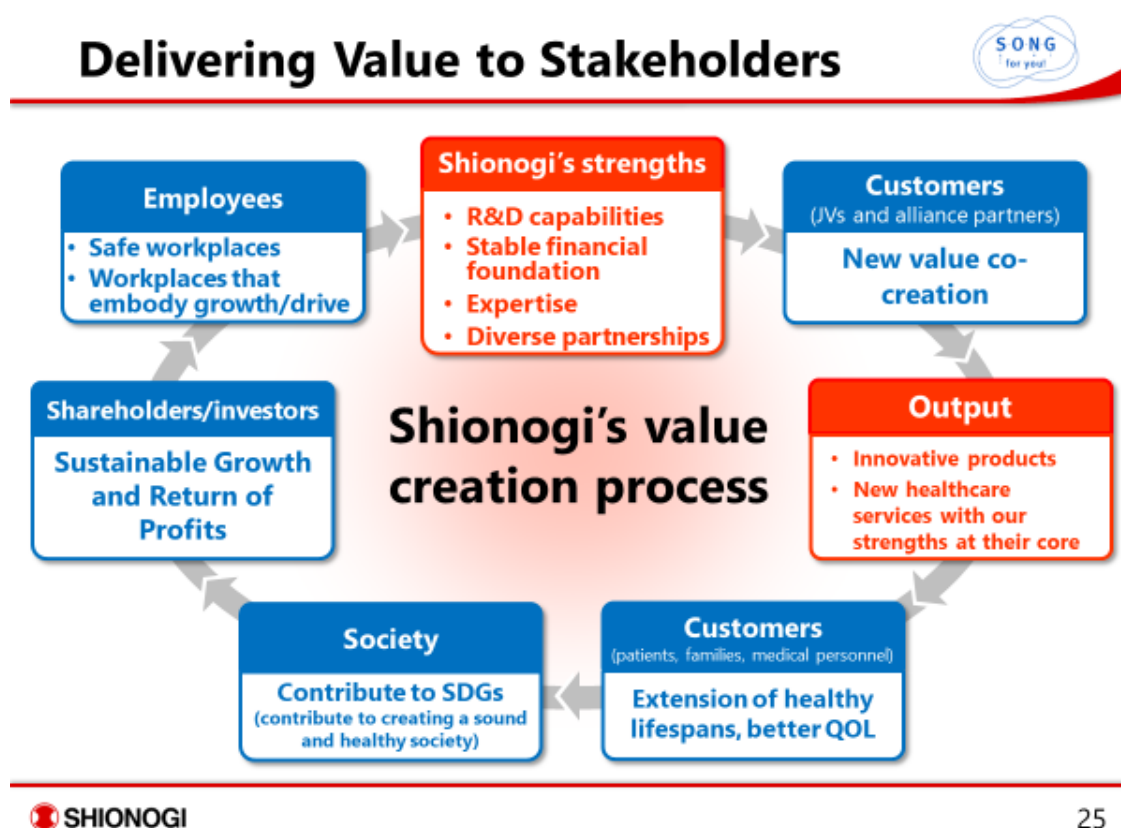 Delivering Value to Stakeholders
SONG
for you!
Employees
• Safe workplaces
• Workplaces that
embody growth/drive
Shionogi's strengths
• R&D capabilities
• Stable financial
foundation
• Expertise
• Diverse partnerships
Customers
(JVs and alliance partners)
New value co-
creation
Shareholders/investors
Sustainable Growth
and Return of
Profits
Shionogi's value
creation process
Output
• Innovative products
• New healthcare
services with our
strengths at their core
Society
Contribute to SDGs
(contribute to creating a sound
and healthy society)
Customers
(patients, families, medical personnel)
Extension of healthy
lifespans, better QOL
SHIONOGI
25